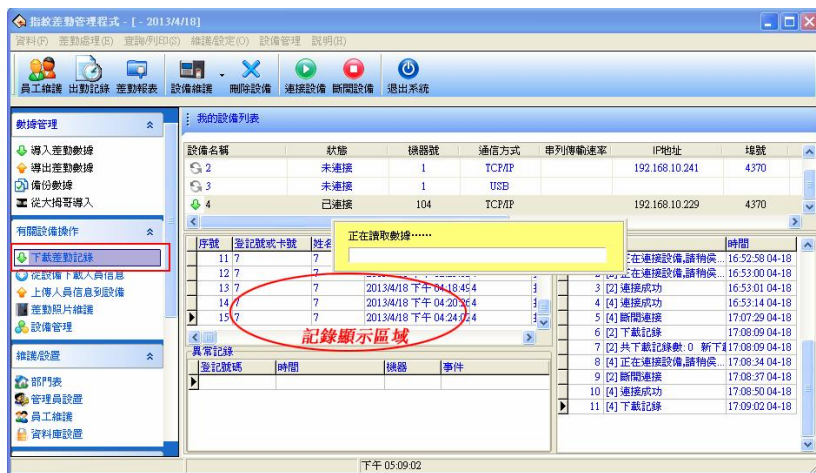 指紋差勤管理程式 - [ - 2013/4/18]
資料(F) 差勤處理(E) 查詢/列印(S) 維護/設定(O) 設備管理 説明(H)
員工維護 出勤記錄 差勤報表 設備維護 刪除設備 連接設備 斷開設備 退出系統
數據管理
導入差勤數據
導出差勤數據
備份數據
從大拇哥導入
有關設備操作
下載差勤記錄
從設備下載人員信息
上傳人員信息到設備
差勤照片維護
設備管理
維護/設置
部門表
管理員設置
員工維護
資料庫設置
我的設備列表
設備名稱 狀態 機器號 通信方式 串列傳輸速率 IP地址 埠號
2 未連接 1 TCP/IP 192.168.10.241 4370
3 未連接 1 USB
4 已連接 104 TCP/IP 192.168.10.229 4370
正在讀取數據……
序號 登記號或卡號 姓名
11 7 7
12 7 7
13 7 7 2013/4/18 下午 04:18:49 4
14 7 7 2013/4/18 下午 04:20:26 4
15 7 7 2013/4/18 下午 04:24:02 4
記錄顯示區域
異常記錄
登記號碼 時間 機器 事件
時間
正在連接設備,請稍侯... 16:52:58 04-18
正在連接設備,請稍侯... 16:53:00 04-18
3 [2] 連接成功 16:53:01 04-18
4 [4] 連接成功 16:53:14 04-18
5 [4] 斷開連接 17:07:29 04-18
6 [2] 下載記錄 17:08:09 04-18
7 [2] 共下載記錄數: 0 新下 17:08:09 04-18
8 [4] 正在連接設備,請稍侯... 17:08:34 04-18
9 [2] 斷開連接 17:08:37 04-18
10 [4] 連接成功 17:08:50 04-18
11 [4] 下載記錄 17:09:02 04-18
下午 05:09:02